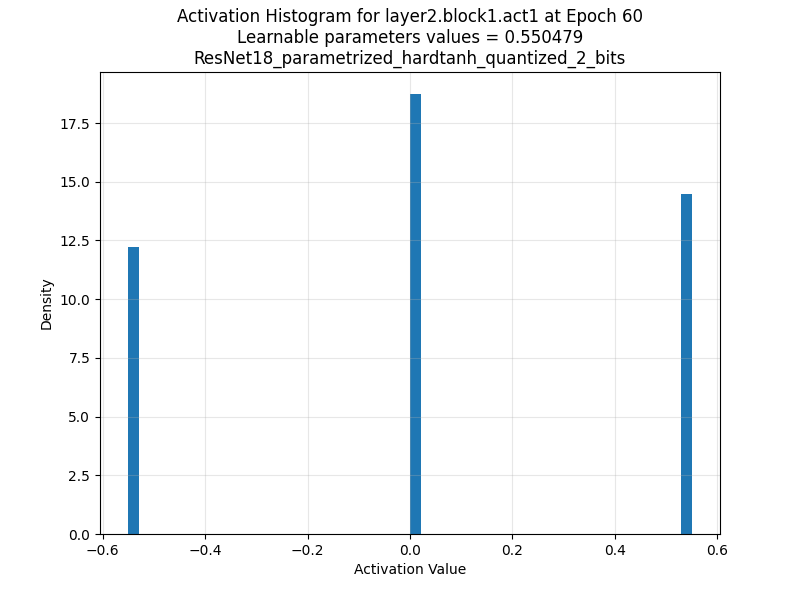 Activation Histogram for layer2.block1.act1 at Epoch 60
Learnable parameters values = 0.550479
ResNet18_parametrized_hardtanh_quantized_2_bits
Density
17.5
15.0
12.5
10.0
7.5
5.0
2.5
0.0
−0.6 −0.4 −0.2 0.0 0.2 0.4 0.6
Activation Value